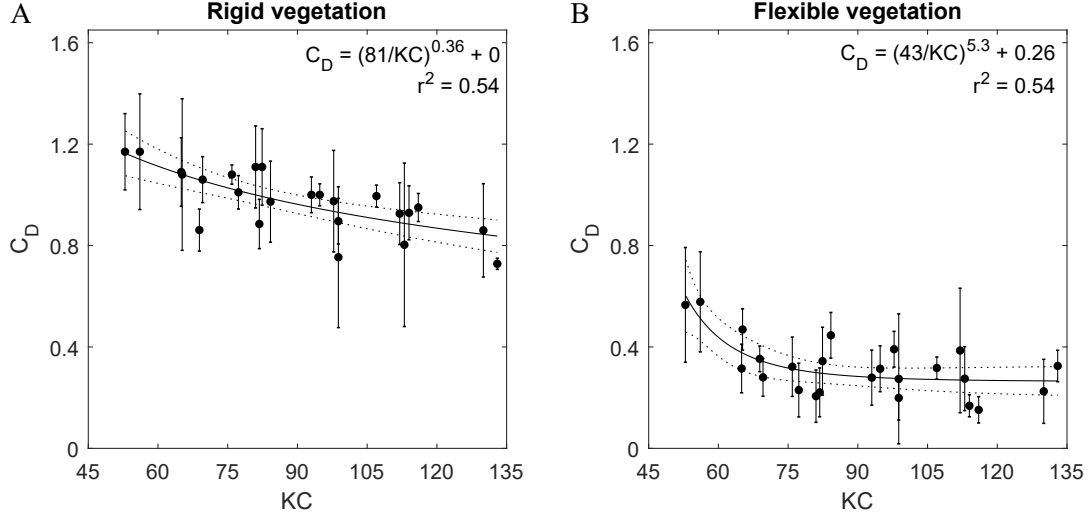 A
Rigid vegetation
C_D = (81/KC)^0.36 + 0
r^2 = 0.54
1.6
1.2
0.8
0.4
0
C_D
45
60
75
90
105
120
135
KC
B
Flexible vegetation
C_D = (43/KC)^5.3 + 0.26
r^2 = 0.54
1.6
1.2
0.8
0.4
0
C_D
45
60
75
90
105
120
135
KC